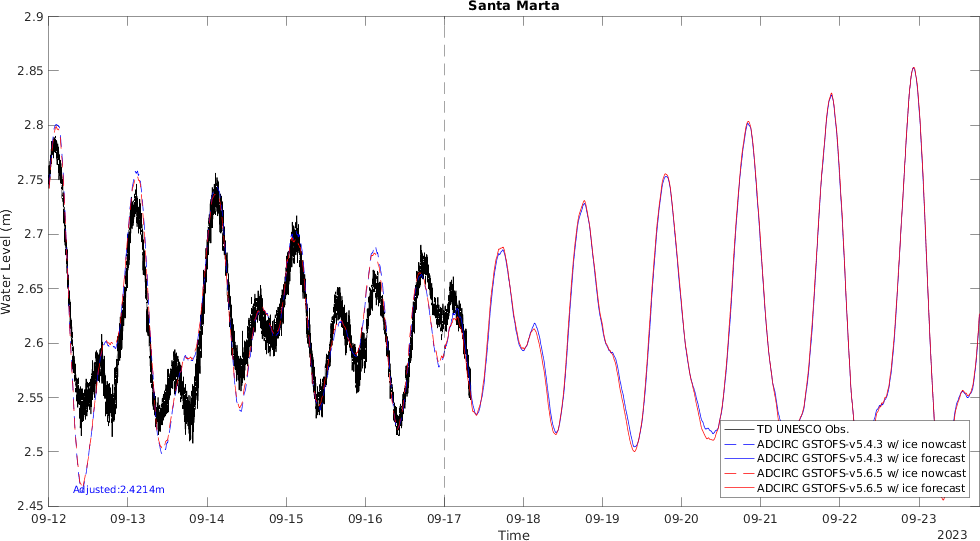 Santa Marta
2.9
2.85
2.8
2.75
2.7
2.65
2.6
2.55
2.5
2.45
Water Level (m)
Adjusted:2.4214m
TD UNESCO Obs.
ADCIRC GSTOFS-v5.4.3 w/ ice nowcast
ADCIRC GSTOFS-v5.4.3 w/ ice forecast
ADCIRC GSTOFS-v5.6.5 w/ ice nowcast
ADCIRC GSTOFS-v5.6.5 w/ ice forecast
09-12 09-13 09-14 09-15 09-16 09-17 09-18 09-19 09-20 09-21 09-22 09-23
Time
2023